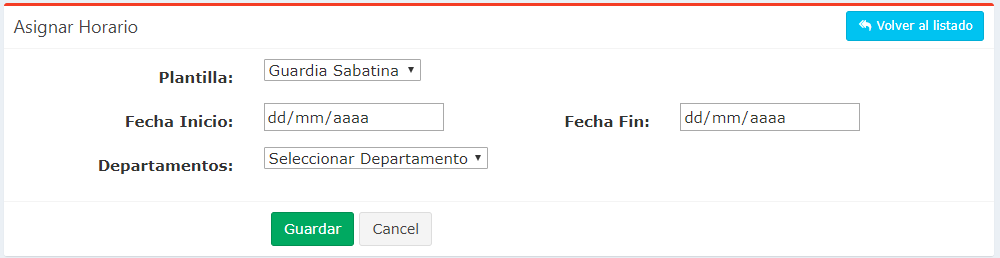 Asignar Horario
Volver al listado
Plantilla: Guardia Sabatina
Fecha Inicio: dd/mm/aaaa Fecha Fin: dd/mm/aaaa
Departamentos: Seleccionar Departamento
Guardar Cancel